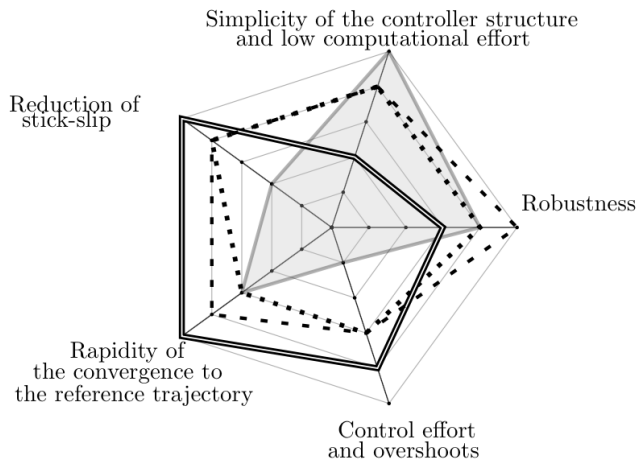 Simplicity of the controller structure
and low computational effort
Reduction of
stick-slip
Robustness
Rapidity of
the convergence to
the reference trajectory
Control effort
and overshoots